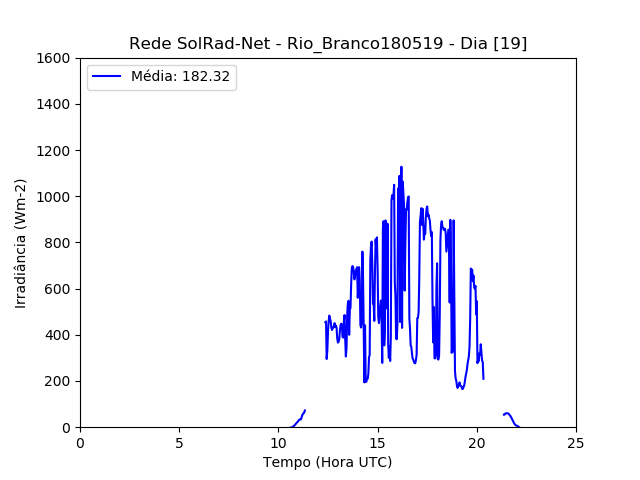 Rede SolRad-Net - Rio_Branco180519 - Dia [19]
Média: 182.32
Irradiância (Wm-2)
1600
1400
1200
1000
800
600
400
200
0
0 5 10 15 20 25
Tempo (Hora UTC)